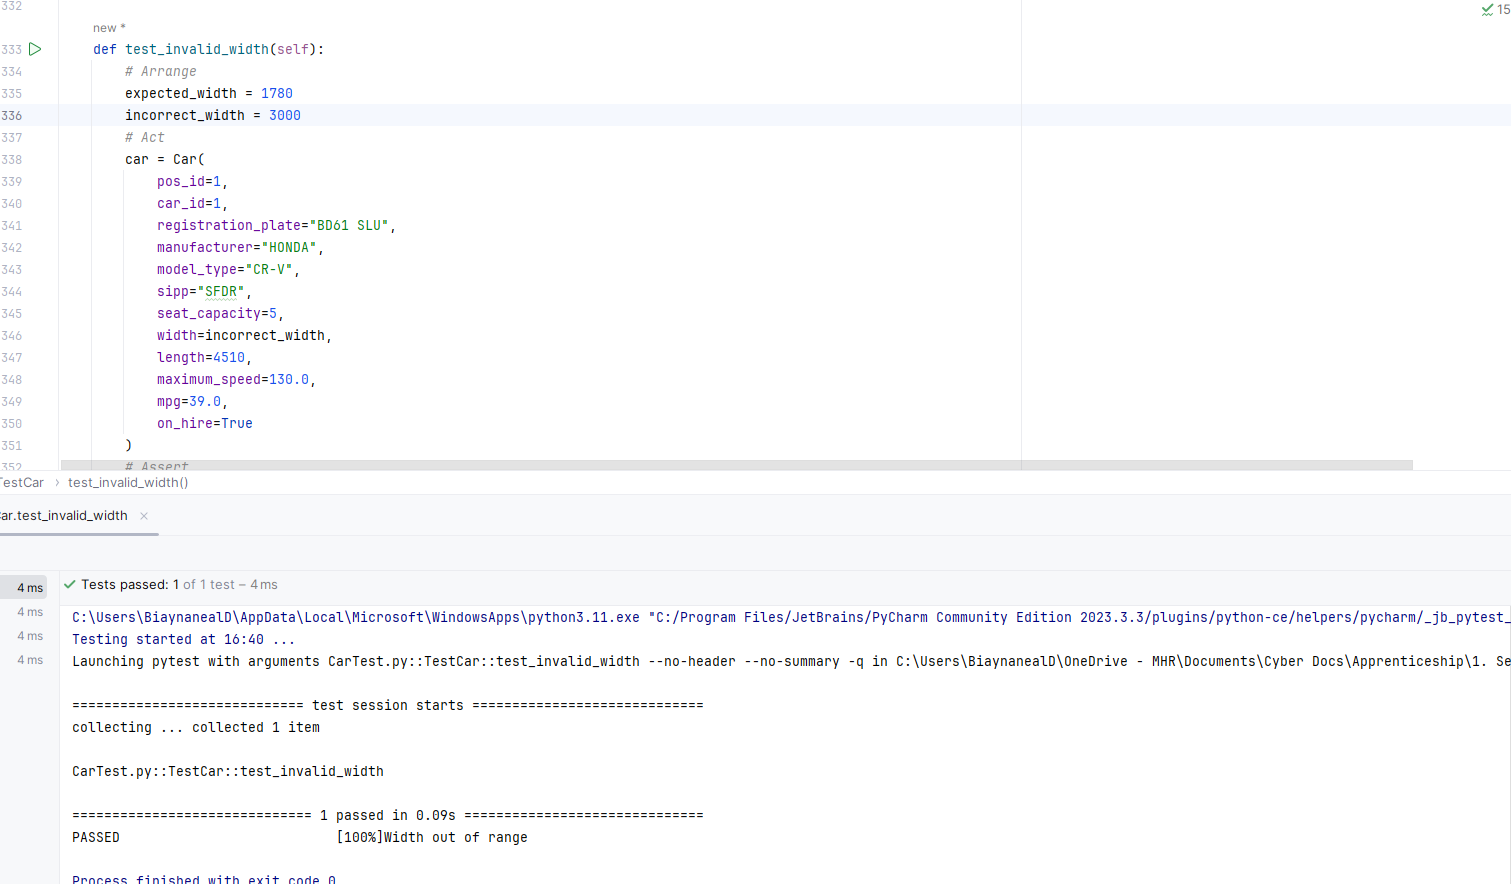 332
15
new *
333 def test_invalid_width(self):
334 # Arrange
335 expected_width = 1780
336 incorrect_width = 3000
337 # Act
338 car = Car(
339 pos_id=1,
340 car_id=1,
341 registration_plate="BD61 SLU",
342 manufacturer="HONDA",
343 model_type="CR-V",
344 sipp="SFDR",
345 seat_capacity=5,
346 width=incorrect_width,
347 length=4510,
348 maximum_speed=130.0,
349 mpg=39.0,
350 on_hire=True
351 )
352 # Assert
TestCar › test_invalid_width()
ar.test_invalid_width ×
4 ms Tests passed: 1 of 1 test – 4 ms
4 ms
4 ms
4 ms
C:\Users\BiaynanealD\AppData\Local\Microsoft\WindowsApps\python3.11.exe "C:/Program Files/JetBrains/PyCharm Community Edition 2023.3.3/plugins/python-ce/helpers/pycharm/_jb_pytest_
Testing started at 16:40 ...
Launching pytest with arguments CarTest.py::TestCar::test_invalid_width --no-header --no-summary -q in C:\Users\BiaynanealD\OneDrive - MHR\Documents\Cyber Docs\Apprenticeship\1. Se
============================= test session starts =============================
collecting ... collected 1 item
CarTest.py::TestCar::test_invalid_width
============================== 1 passed in 0.09s ==============================
PASSED [100%]Width out of range
Process finished with exit code 0